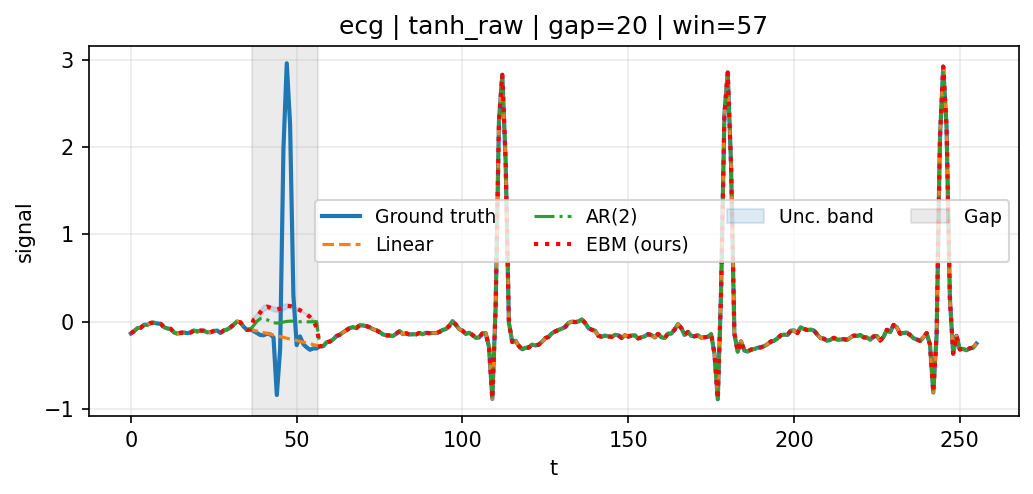 ecg | tanh_raw | gap=20 | win=57
3
2
1
0
−1
signal
Ground truth AR(2) Unc. band Gap
Linear EBM (ours)
0 50 100 150 200 250
t